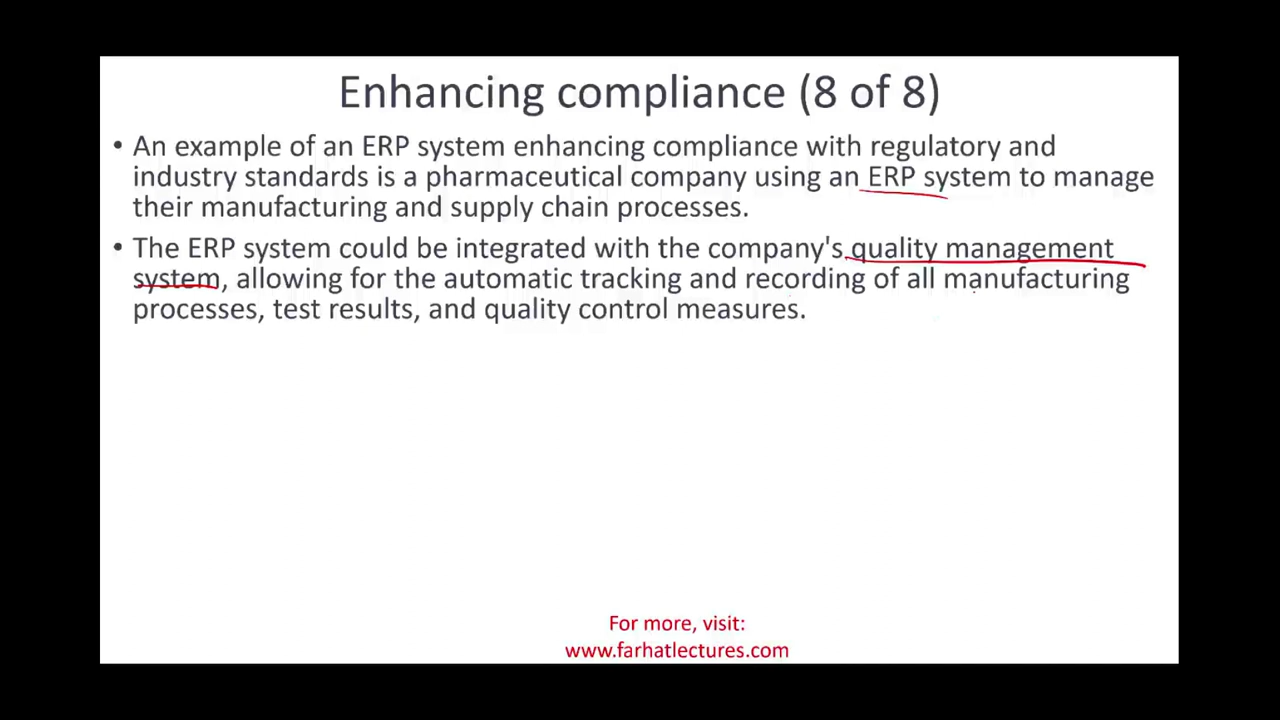 Enhancing compliance (8 of 8)
• An example of an ERP system enhancing compliance with regulatory and
industry standards is a pharmaceutical company using an ERP system to manage
their manufacturing and supply chain processes.
• The ERP system could be integrated with the company's quality management
system, allowing for the automatic tracking and recording of all manufacturing
processes, test results, and quality control measures.
For more, visit:
www.farhatlectures.com